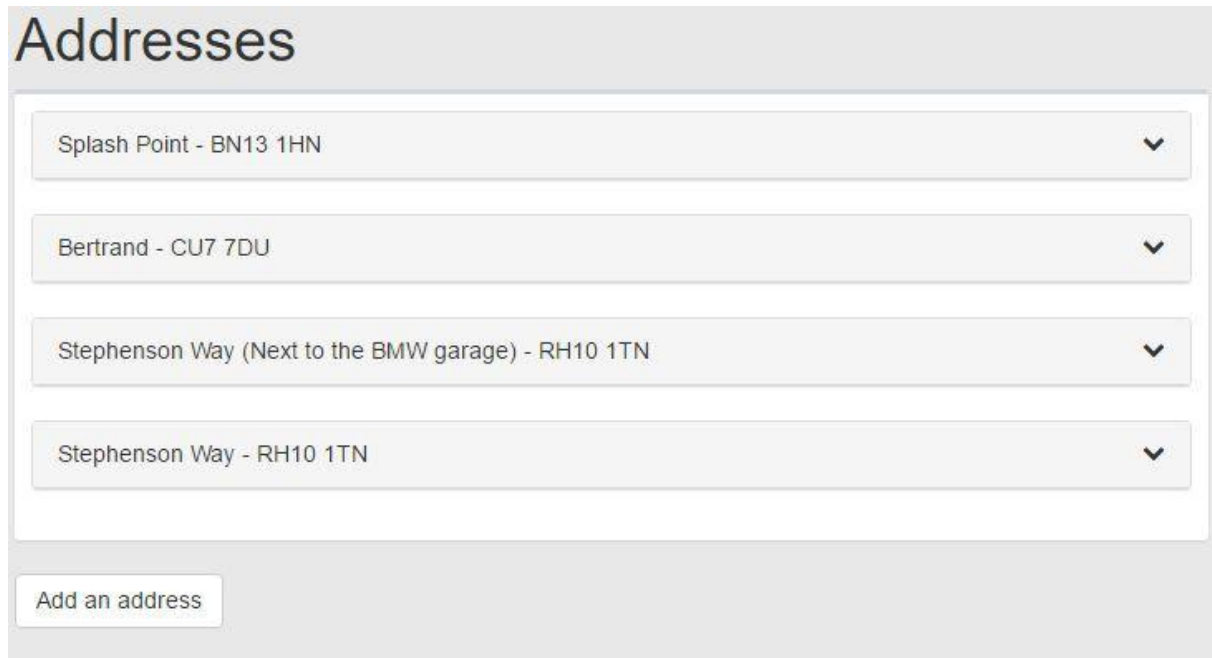 Addresses
Splash Point - BN13 1HN
Bertrand - CU7 7DU
Stephenson Way (Next to the BMW garage) - RH10 1TN
Stephenson Way - RH10 1TN
Add an address